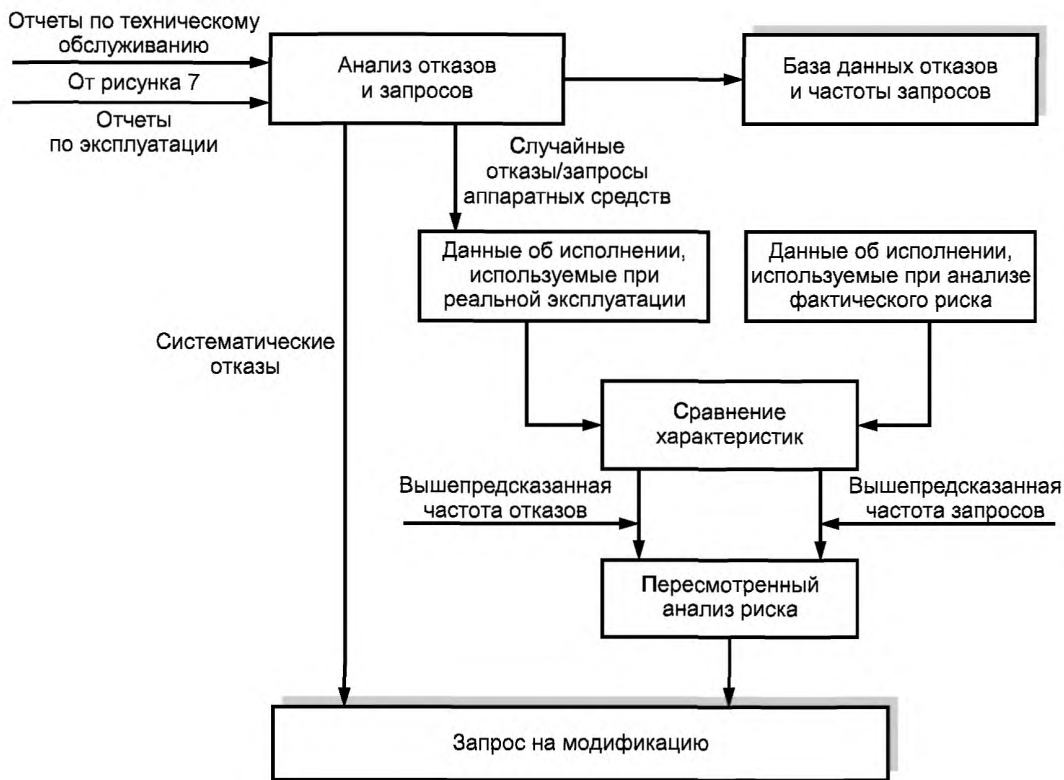 Отчеты по техническому
обслуживанию
От рисунка 7
Отчеты
по эксплуатации
Анализ отказов
и запросов
База данных отказов
и частоты запросов
Случайные
отказы/запросы
аппаратных средств
Данные об исполнении,
используемые при
реальной эксплуатации
Данные об исполнении,
используемые при анализе
фактического риска
Систематические
отказы
Сравнение
характеристик
Вышепредсказанная
частота отказов
Вышепредсказанная
частота запросов
Пересмотренный
анализ риска
Запрос на модификацию